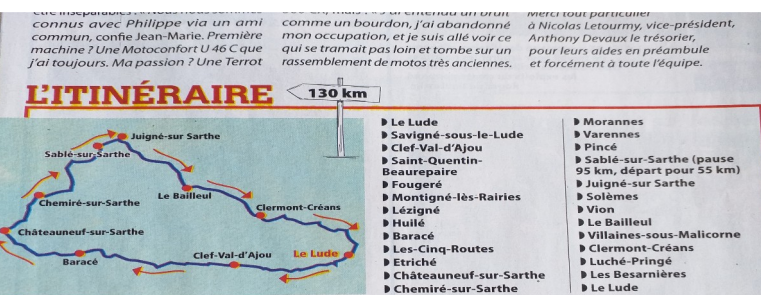 connus avec Philippe via un ami
commun, confie Jean-Marie. Première
machine ? Une Motoconfort U 46 C que
j'ai toujours. Ma passion ? Une Terrot
comme un bourdon, j'ai abandonné
mon occupation, et je suis allé voir ce
qui se tramait pas loin et tombe sur un
rassemblement de motos très anciennes.
Merci tout particulier
à Nicolas Letourmy, vice-président,
Anthony Devaux le trésorier,
pour leurs aides en préambule
et forcément à toute l'équipe.
L'ITINÉRAIRE
130 km
Juigné-sur Sarthe
Sablé-sur-Sarthe
Le Bailleul
Chemiré-sur-Sarthe
Clermont-Créans
Châteauneuf-sur-Sarthe
Clef-Val-d'Ajou
Le Lude
Baracé
Le Lude
Savigné-sous-le-Lude
Clef-Val-d'Ajou
Saint-Quentin-
Beaurepaire
Fougeré
Montigné-lès-Rairies
Lézigné
Huilé
Baracé
Les-Cinq-Routes
Etriché
Châteauneuf-sur-Sarthe
Chemiré-sur-Sarthe
Morannes
Varennes
Pincé
Sablé-sur-Sarthe (pause
95 km, départ pour 55 km)
Juigné-sur Sarthe
Solèmes
Vion
Le Bailleul
Villaines-sous-Malicorne
Clermont-Créans
Luché-Pringé
Les Besarnières
Le Lude